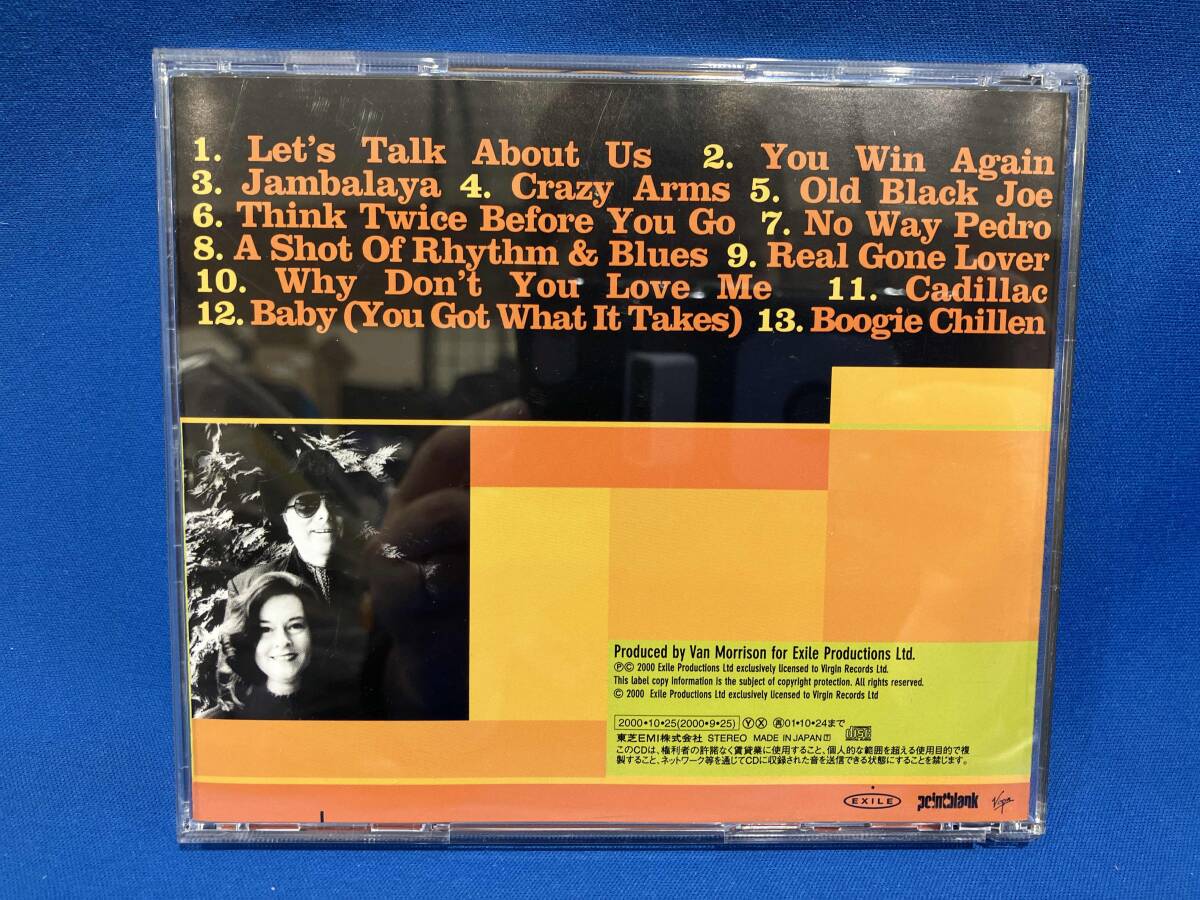 1. Let's Talk About Us 2. You Win Again
3. Jambalaya 4. Crazy Arms 5. Old Black Joe
6. Think Twice Before You Go 7. No Way Pedro
8. A Shot Of Rhythm & Blues 9. Real Gone Lover
10. Why Don't You Love Me 11. Cadillac
12. Baby (You Got What It Takes) 13. Boogie Chillen
Produced by Van Morrison for Exile Productions Ltd.
Ⓟ© 2000 Exile Productions Ltd exclusively licensed to Virgin Records Ltd.
This label copy information is the subject of copyright protection. All rights reserved.
© 2000 Exile Productions Ltd exclusively licensed to Virgin Records Ltd
2000•10•25(2000•9•25) Ⓨ Ⓧ 再01•10•24まで
東芝EMI株式会社 STEREO MADE IN JAPAN T disc
このCDは、権利者の許諾なく賃貸業に使用すること、個人的な範囲を超える使用目的で複
製すること、ネットワーク等を通じてCDに収録された音を送信できる状態にすることを禁じます。
EXILE pointblank Virgin